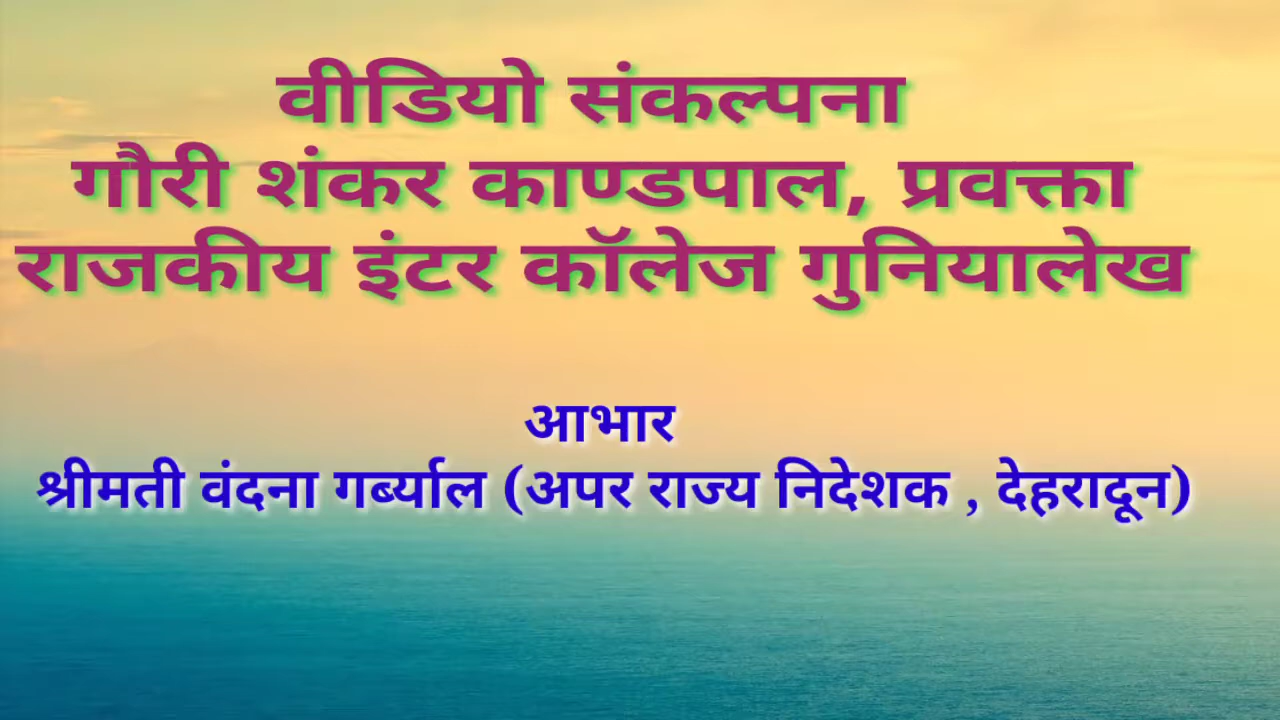 वीडियो संकल्पना
गौरी शंकर काण्डपाल, प्रवक्ता
राजकीय इंटर कॉलेज गुनियालेख
आभार
श्रीमती वंदना गर्ब्याल (अपर राज्य निदेशक , देहरादून)